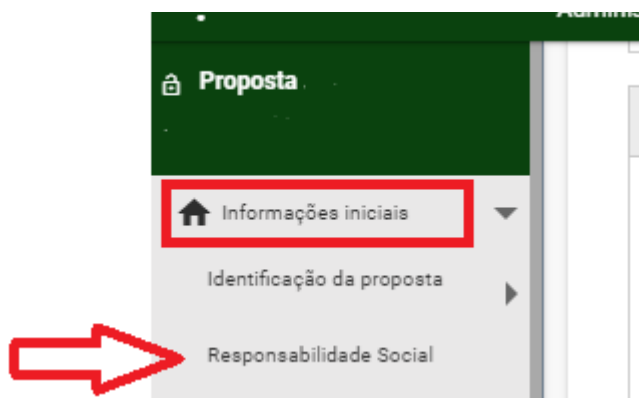 Proposta
Informações iniciais
Identificação da proposta
Responsabilidade Social